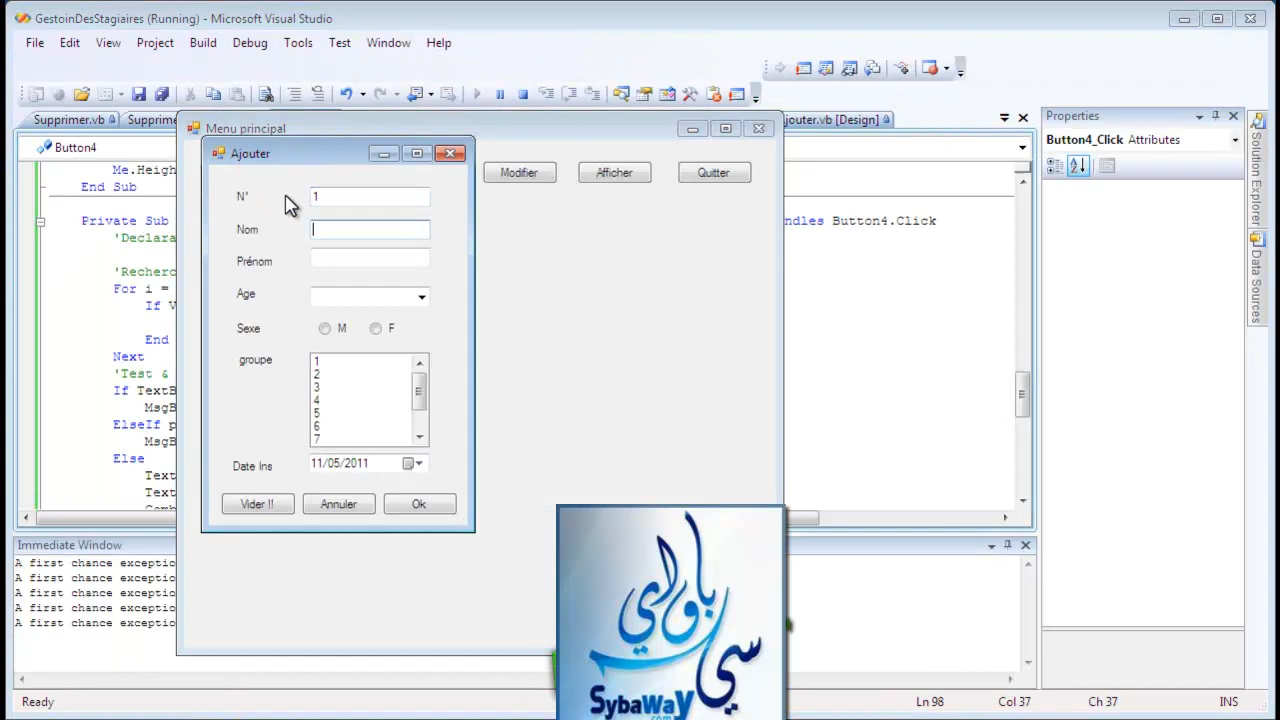 GestoinDesStagiaires (Running) - Microsoft Visual Studio
File Edit View Project Build Debug Tools Test Window Help
Supprimer.vb Supprime jouter.vb [Design]
Menu principal
Properties
Button4
Button4_Click Attributes
Ajouter
Modifier Afficher Quitter
Me.Heigh
End Sub
N° 1
Private Sub ndles Button4.Click
Nom
'Declara
Prénom
'Recherc
For i =
Age
If V
Sexe M F
End
Next
groupe
1
2
3
4
5
6
7
'Test &
If TextB
MsgB
ElseIf p
MsgB
Else
Text
Text
Comb
Date Ins 11/05/2011
Vider !! Annuler Ok
Solution Explorer
Data Sources
Immediate Window
A first chance exceptio
A first chance exceptio
A first chance exceptio
A first chance exceptio
A first chance exceptio
سي باواي
SybaWay
.com
Ready Ln 98 Col 37 Ch 37 INS